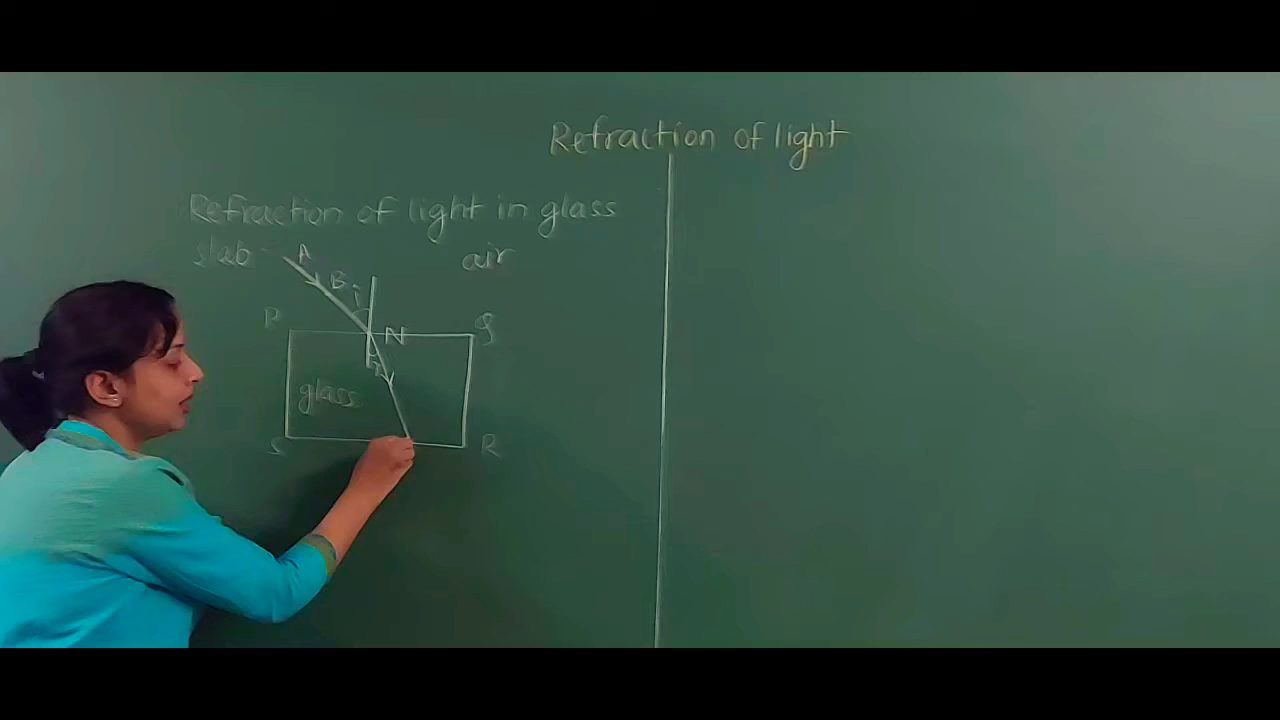 Refraction of light
Refraction of light in glass
slab
air
A
B
i
P
Q
N
r
glass
S
R